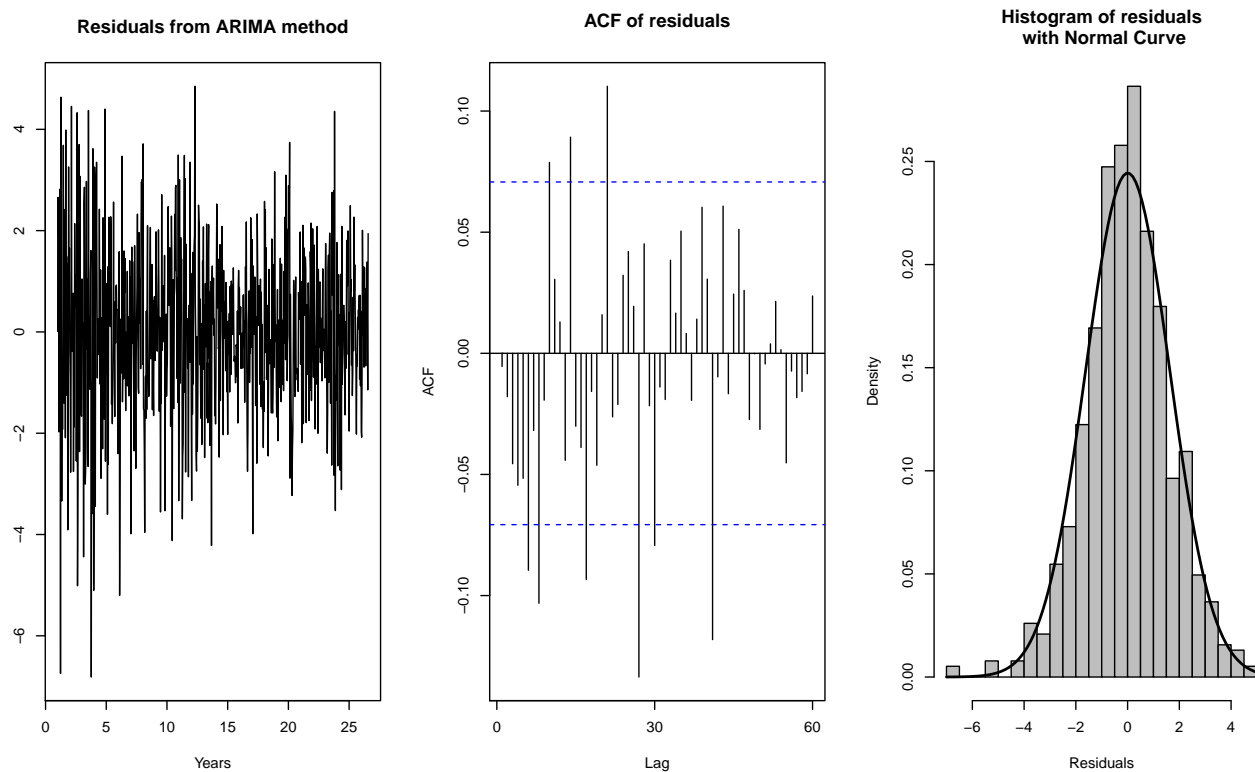 Residuals from ARIMA method
4
2
0
−2
−4
−6
0 5 10 15 20 25
Years
ACF of residuals
ACF
0.10
0.05
0.00
−0.05
−0.10
0 30 60
Lag
Histogram of residuals
with Normal Curve
Density
0.25
0.20
0.15
0.10
0.05
0.00
−6 −4 −2 0 2 4
Residuals